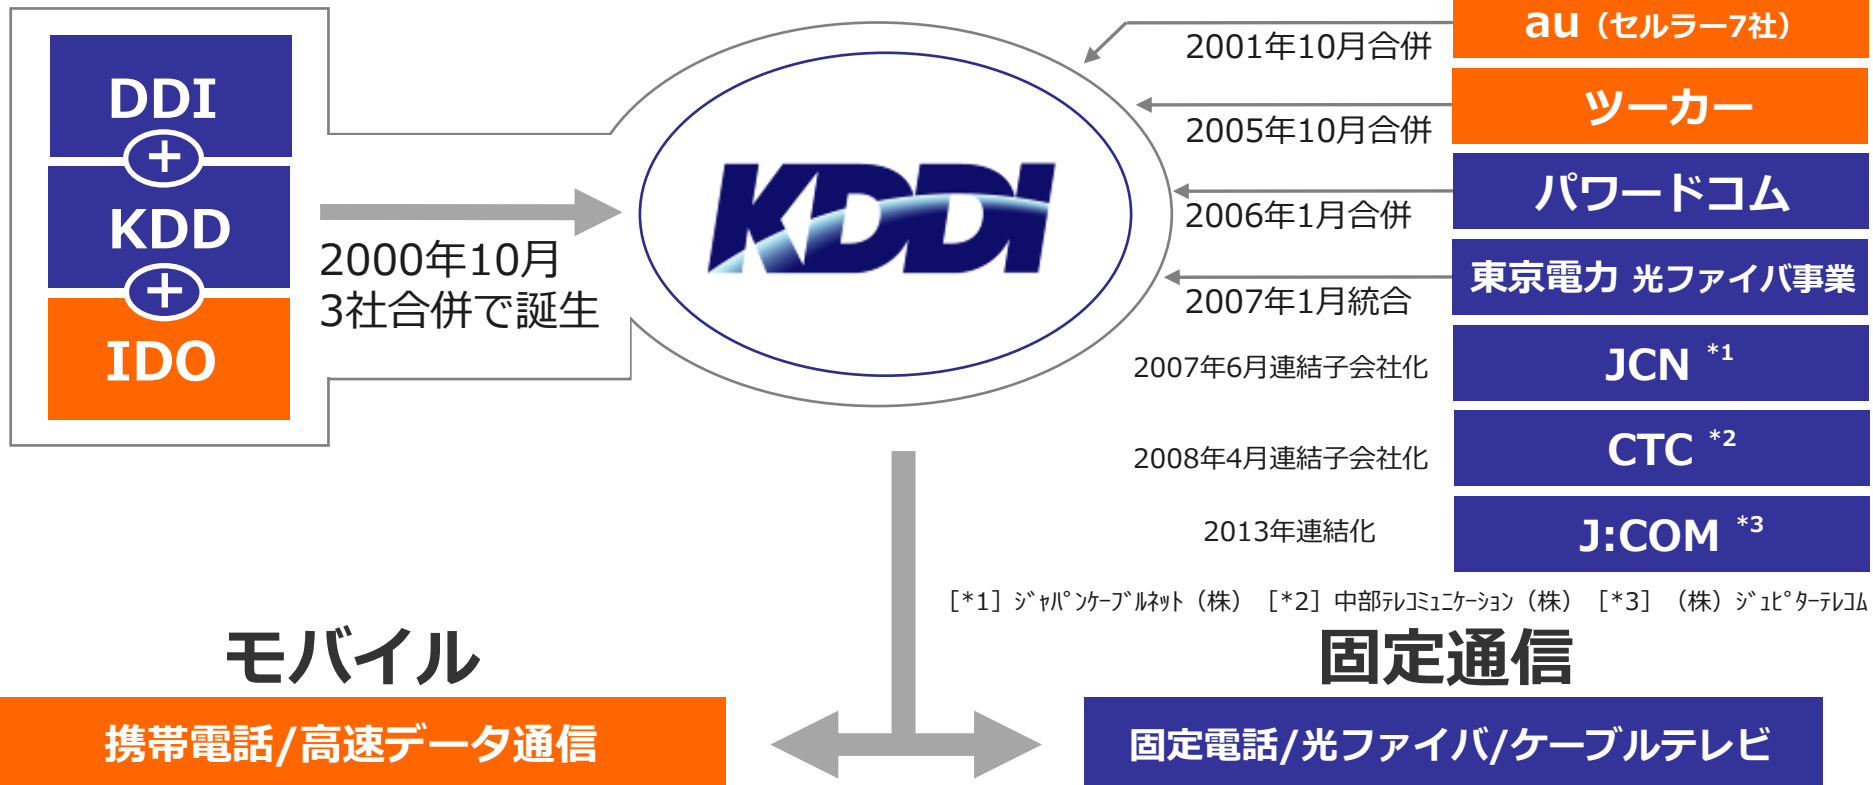 DDI
+
KDD
+
IDO
2000年10月
3社合併で誕生
KDDI
2001年10月合併
au（セルラー7社）
2005年10月合併
ツーカー
2006年1月合併
パワードコム
2007年1月統合
東京電力 光ファイバ事業
2007年6月連結子会社化
JCN *1
2008年4月連結子会社化
CTC *2
2013年連結化
J:COM *3
[*1] ｼﾞｬﾊﾟﾝｹｰﾌﾞﾙﾈｯﾄ（株） [*2] 中部ﾃﾚｺﾐｭﾆｹｰｼｮﾝ（株） [*3] （株）ｼﾞｭﾋﾟﾀｰﾃﾚｺﾑ
モバイル
携帯電話/高速データ通信
固定通信
固定電話/光ファイバ/ケーブルテレビ